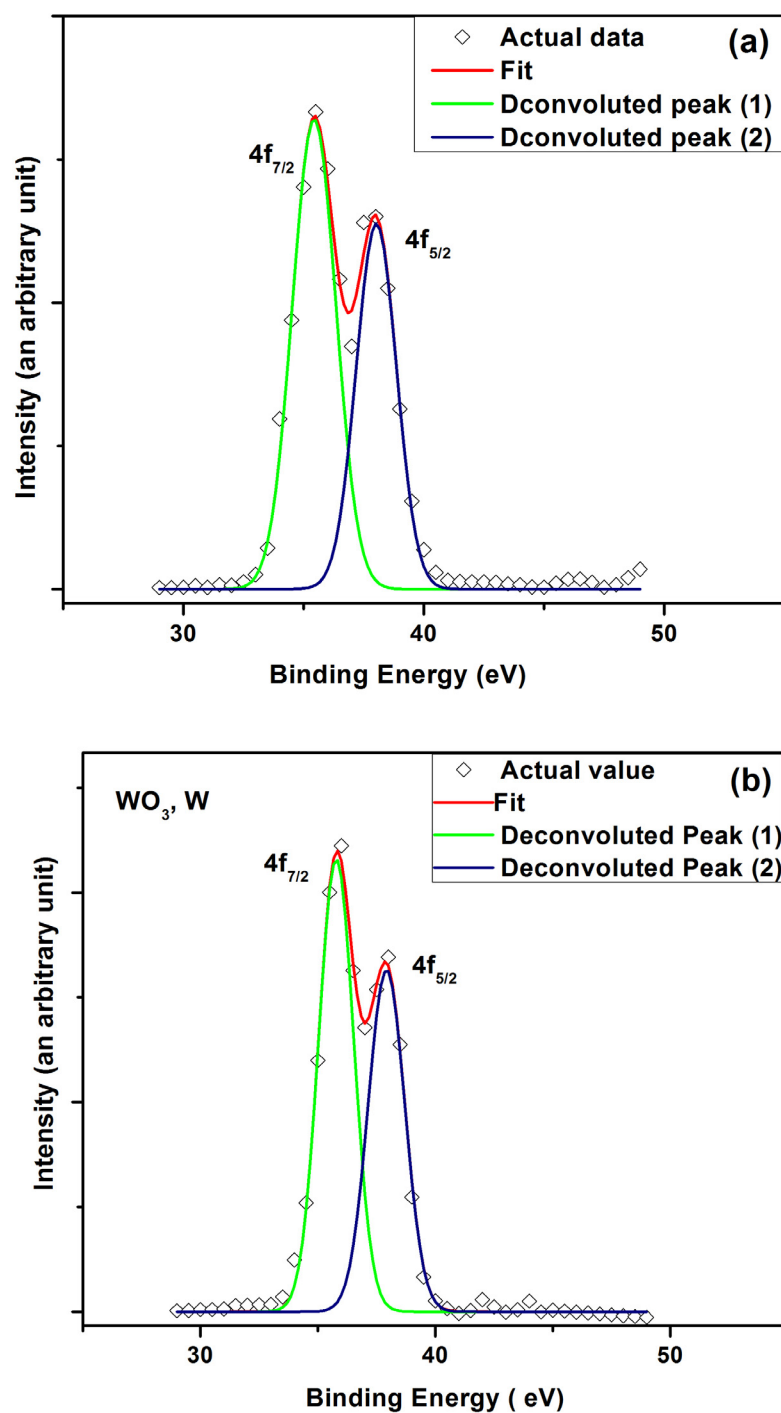 Actual data
(a)
Fit
Dconvoluted peak (1)
Dconvoluted peak (2)
4f7/2
4f5/2
Intensity (an arbitrary unit)
30 40 50
Binding Energy (eV)
Actual value
(b)
WO3, W
Fit
Deconvoluted Peak (1)
Deconvoluted Peak (2)
4f7/2
4f5/2
Intensity (an arbitrary unit)
30 40 50
Binding Energy ( eV)